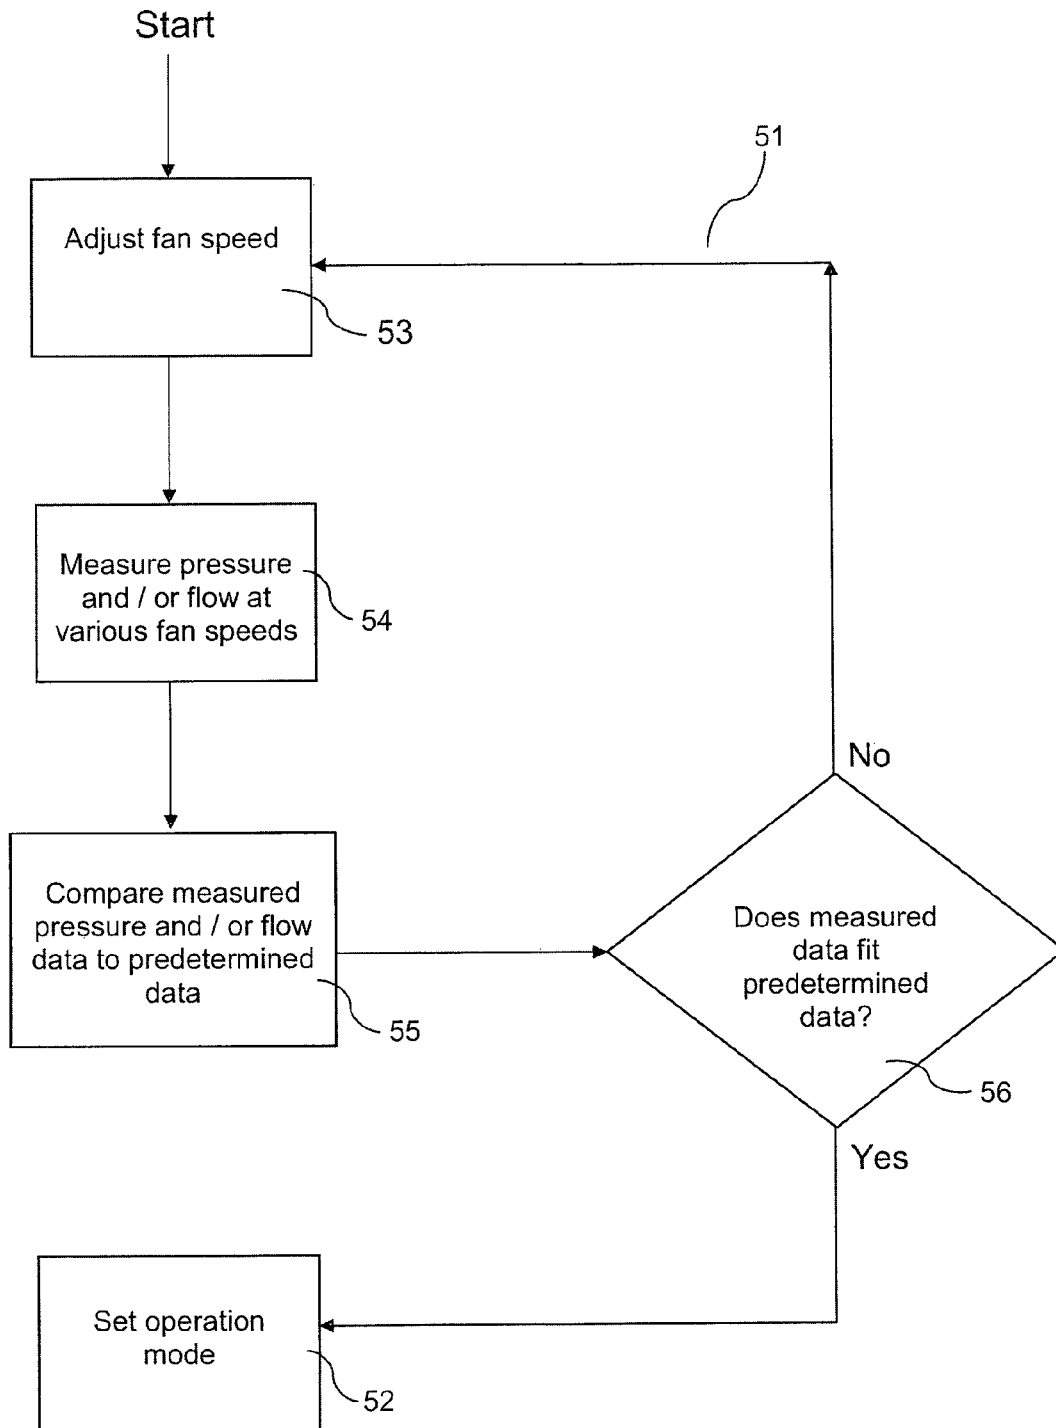 Start
51
Adjust fan speed
53
Measure pressure
and / or flow at
various fan speeds
54
No
Compare measured
pressure and / or flow
data to predetermined
data
55
Does measured
data fit
predetermined
data?
56
Yes
Set operation
mode
52